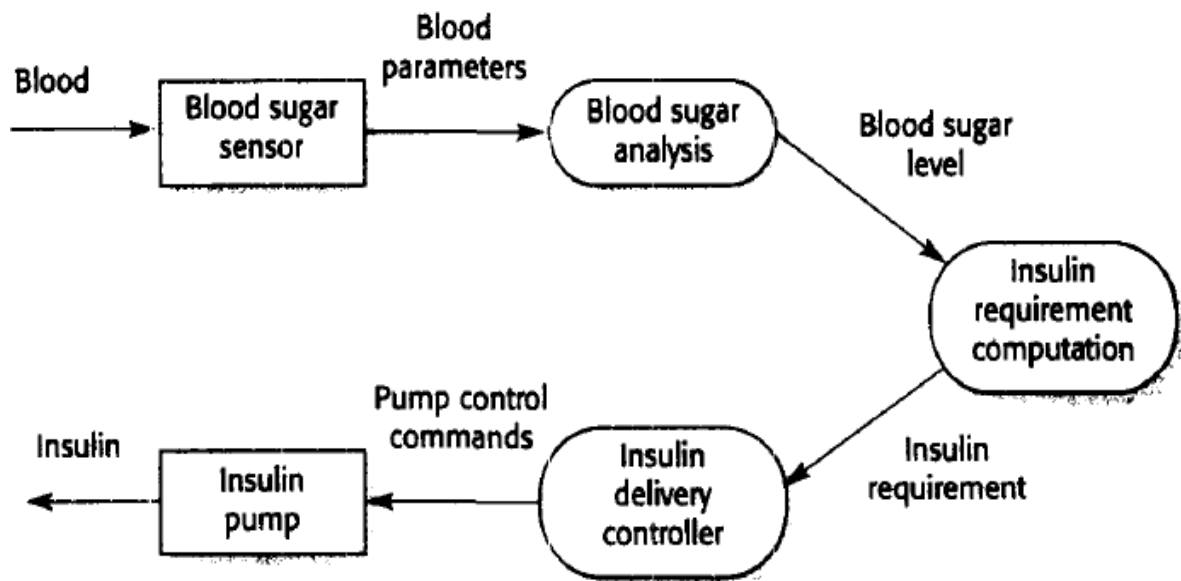 Blood
Blood sugar
sensor
Blood
parameters
Blood sugar
analysis
Blood sugar
level
Insulin
requirement
computation
Insulin
requirement
Insulin
delivery
controller
Pump control
commands
Insulin
pump
Insulin